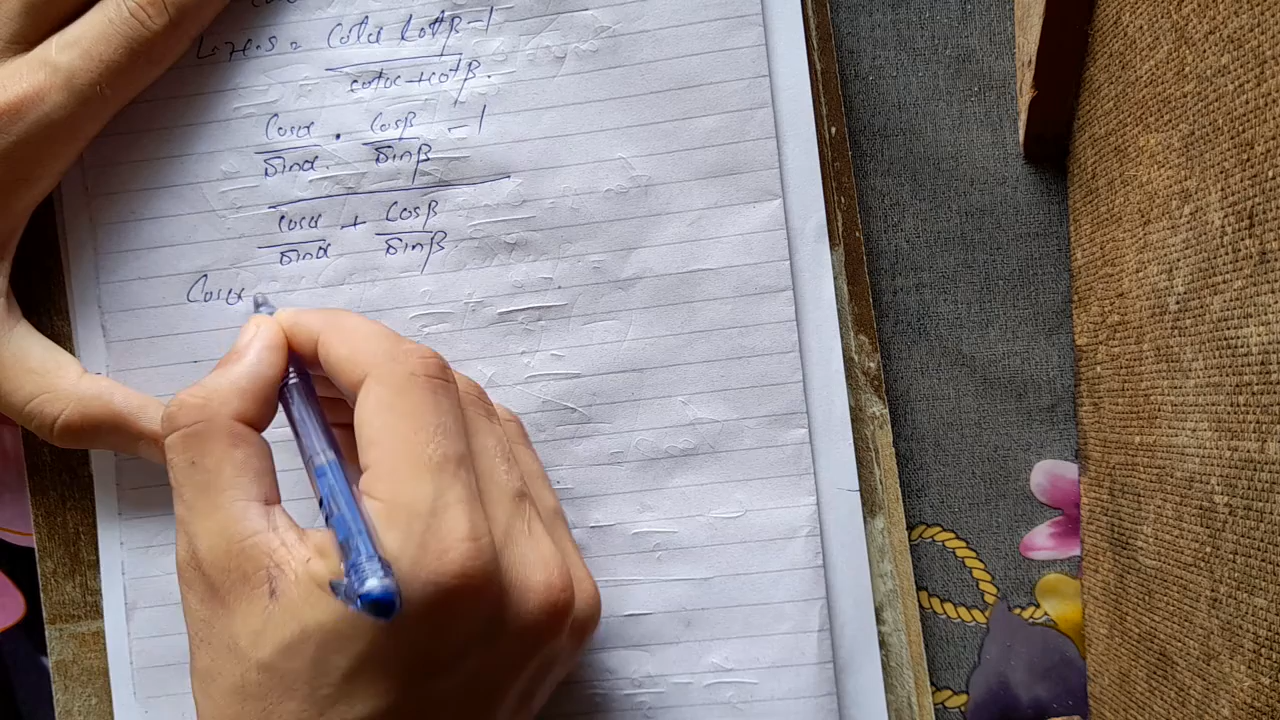 cotα cotβ - 1
cotα + cotβ.
cosα . cosβ - 1
sinα. sinβ
cosα + cosβ
sinα sinβ
Cosα